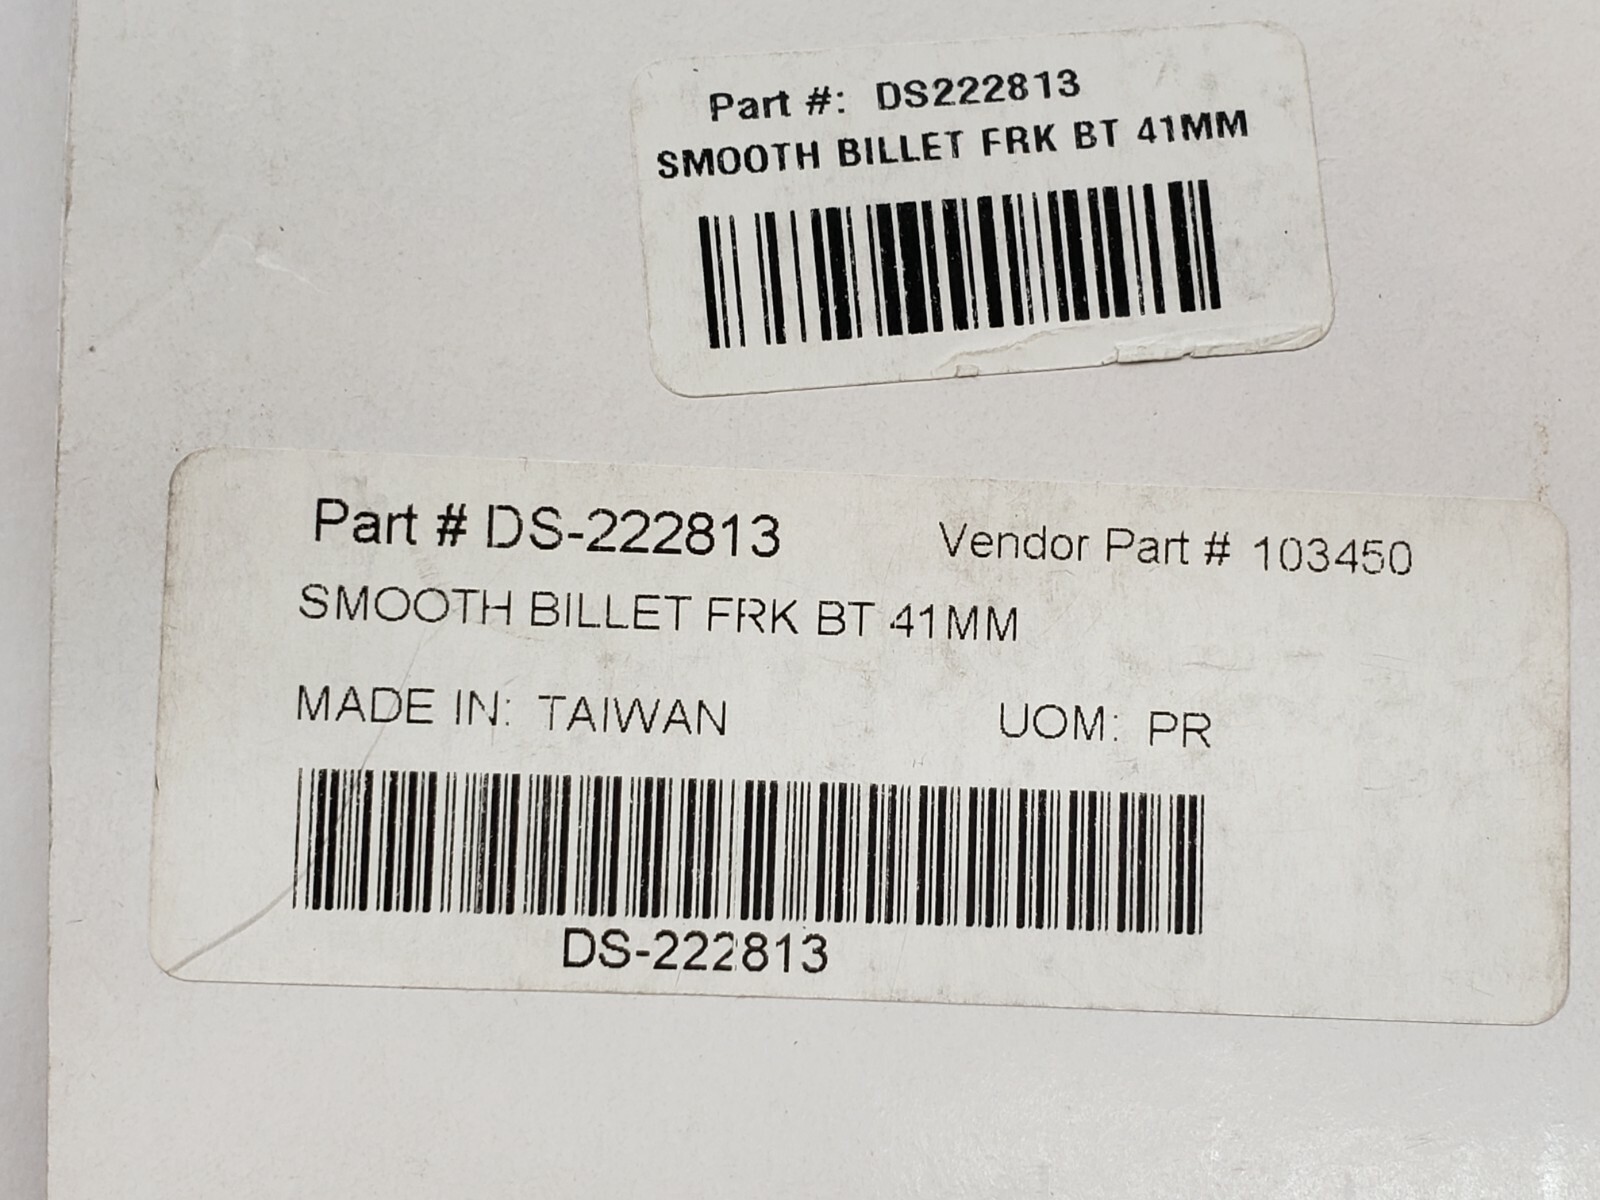 Part #: DS222813
SMOOTH BILLET FRK BT 41MM
Part # DS-222813 Vendor Part # 103450
SMOOTH BILLET FRK BT 41MM
MADE IN: TAIWAN UOM: PR
DS-222813